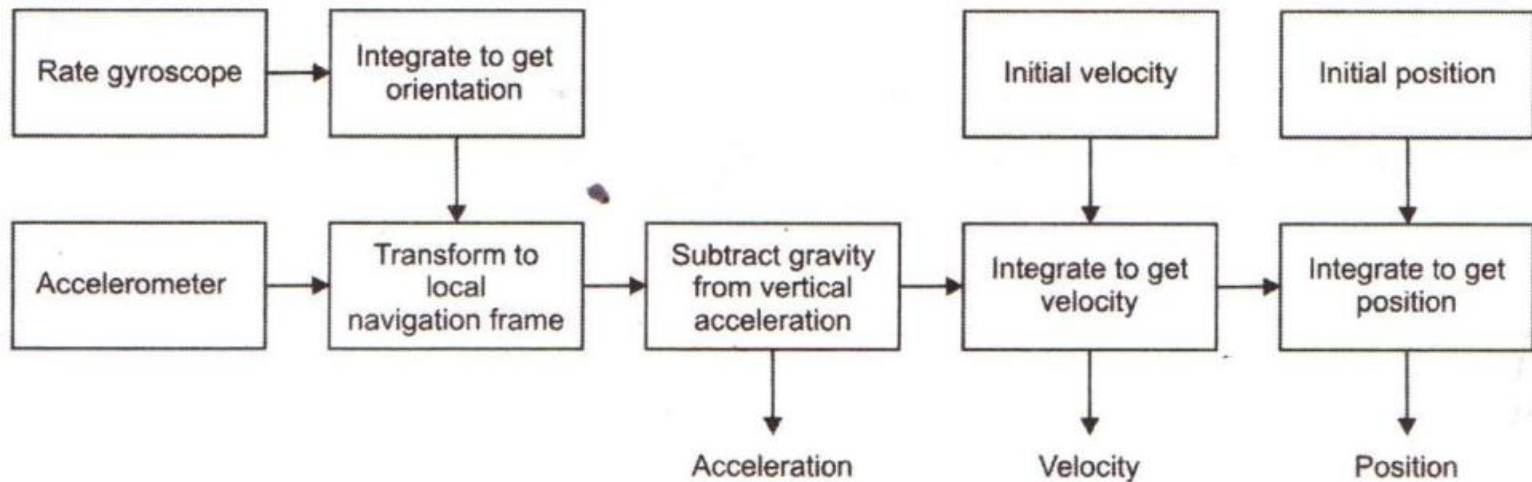 Rate gyroscope
Integrate to get
orientation
Initial velocity
Initial position
Accelerometer
Transform to
local
navigation frame
Subtract gravity
from vertical
acceleration
Integrate to get
velocity
Integrate to get
position
Acceleration
Velocity
Position